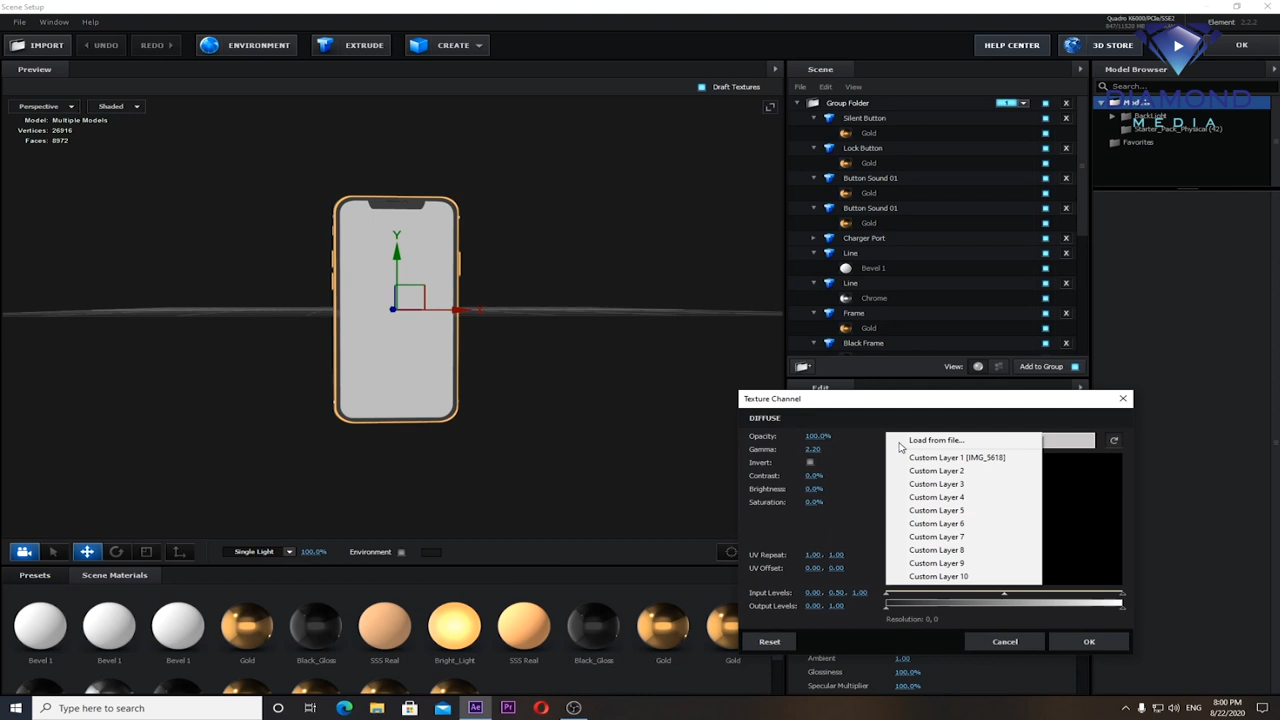 Scene Setup
File Window Help
Quadro K6000/PCIe/SSE2
Element 2.2.2
IMPORT UNDO REDO ENVIRONMENT EXTRUDE CREATE HELP CENTER 3D STORE OK
Preview
Scene
Model Browser
Draft Textures
File Edit View
Search...
Perspective Shaded
Model: Multiple Models
Vertices: 26916
Faces: 8972
DIAMOND
MEDIA
BackLight
Starter_Pack_Physical (42)
Favorites
Group Folder
Silent Button
Gold
Lock Button
Gold
Button Sound 01
Gold
Button Sound 01
Gold
Charger Port
Line
Bevel 1
Line
Chrome
Frame
Gold
Black Frame
View: Add to Group
Edit
Y
X
Texture Channel
DIFFUSE
Opacity: 100.0%
Gamma: 2.20
Invert:
Contrast: 0.0%
Brightness: 0.0%
Saturation: 0.0%
UV Repeat: 1.00, 1.00
UV Offset: 0.00, 0.00
Input Levels: 0.00, 0.50, 1.00
Output Levels: 0.00, 1.00
Load from file...
Custom Layer 1 [IMG_5618]
Custom Layer 2
Custom Layer 3
Custom Layer 4
Custom Layer 5
Custom Layer 6
Custom Layer 7
Custom Layer 8
Custom Layer 9
Custom Layer 10
Resolution: 0, 0
Reset Cancel OK
Single Light 100.0% Environment
Presets Scene Materials
Bevel 1 Bevel 1 Bevel 1 Gold Black_Gloss SSS Real Bright_Light SSS Real Black_Gloss Gold Gold
Ambient 1.00
Glossiness 100.0%
Specular Multiplier 100.0%
Type here to search
ENG
8:00 PM
8/22/2020